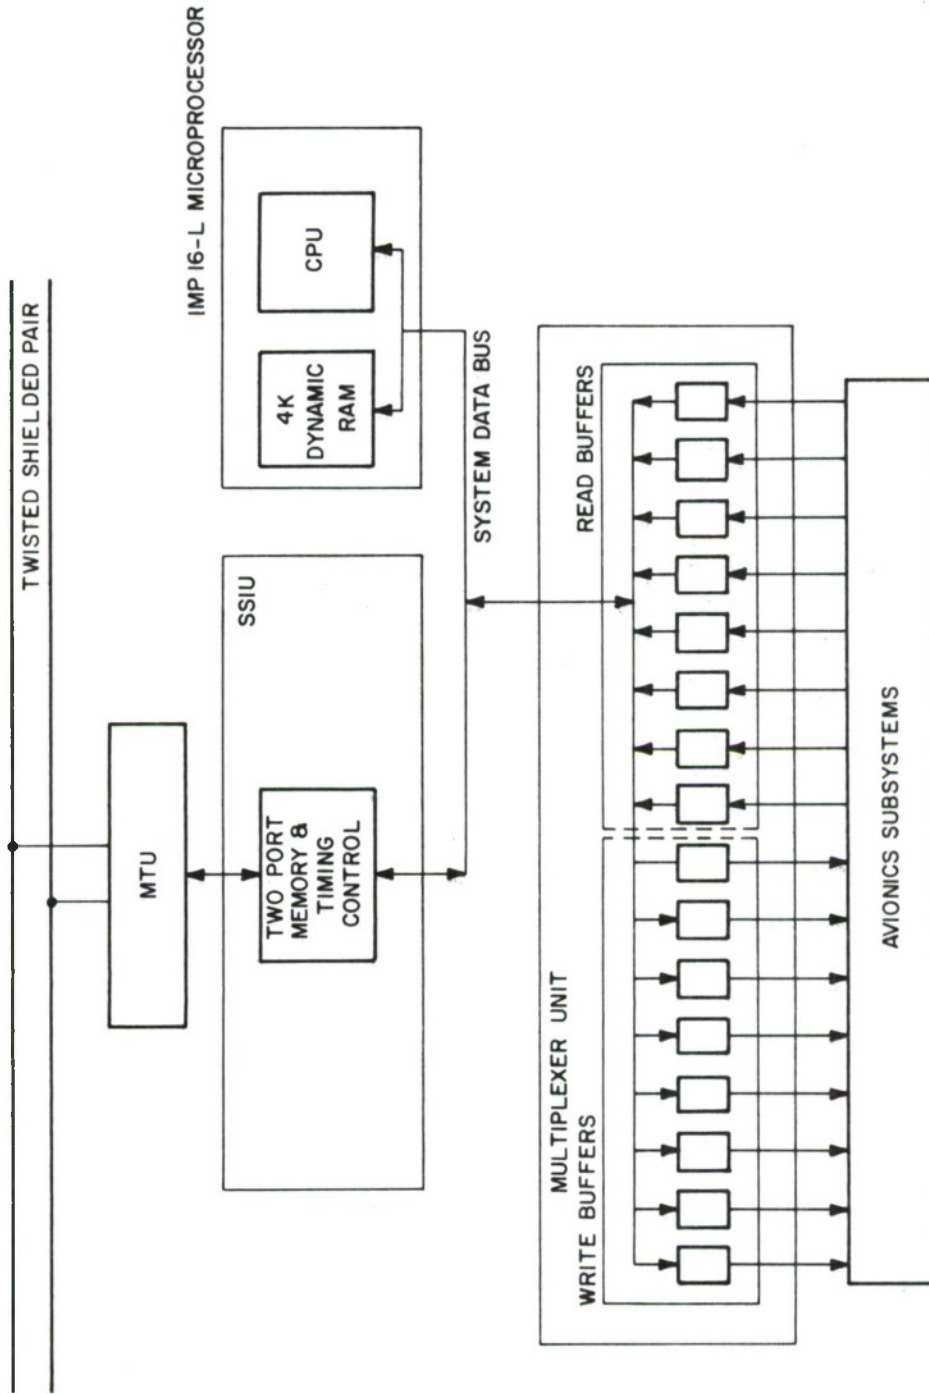 TWISTED SHIELDED PAIR
MTU
SSIU
TWO PORT
MEMORY &
TIMING
CONTROL
IMP 16-L MICROPROCESSOR
4K
DYNAMIC
RAM
CPU
SYSTEM DATA BUS
MULTIPLEXER UNIT
WRITE BUFFERS
READ BUFFERS
AVIONICS SUBSYSTEMS